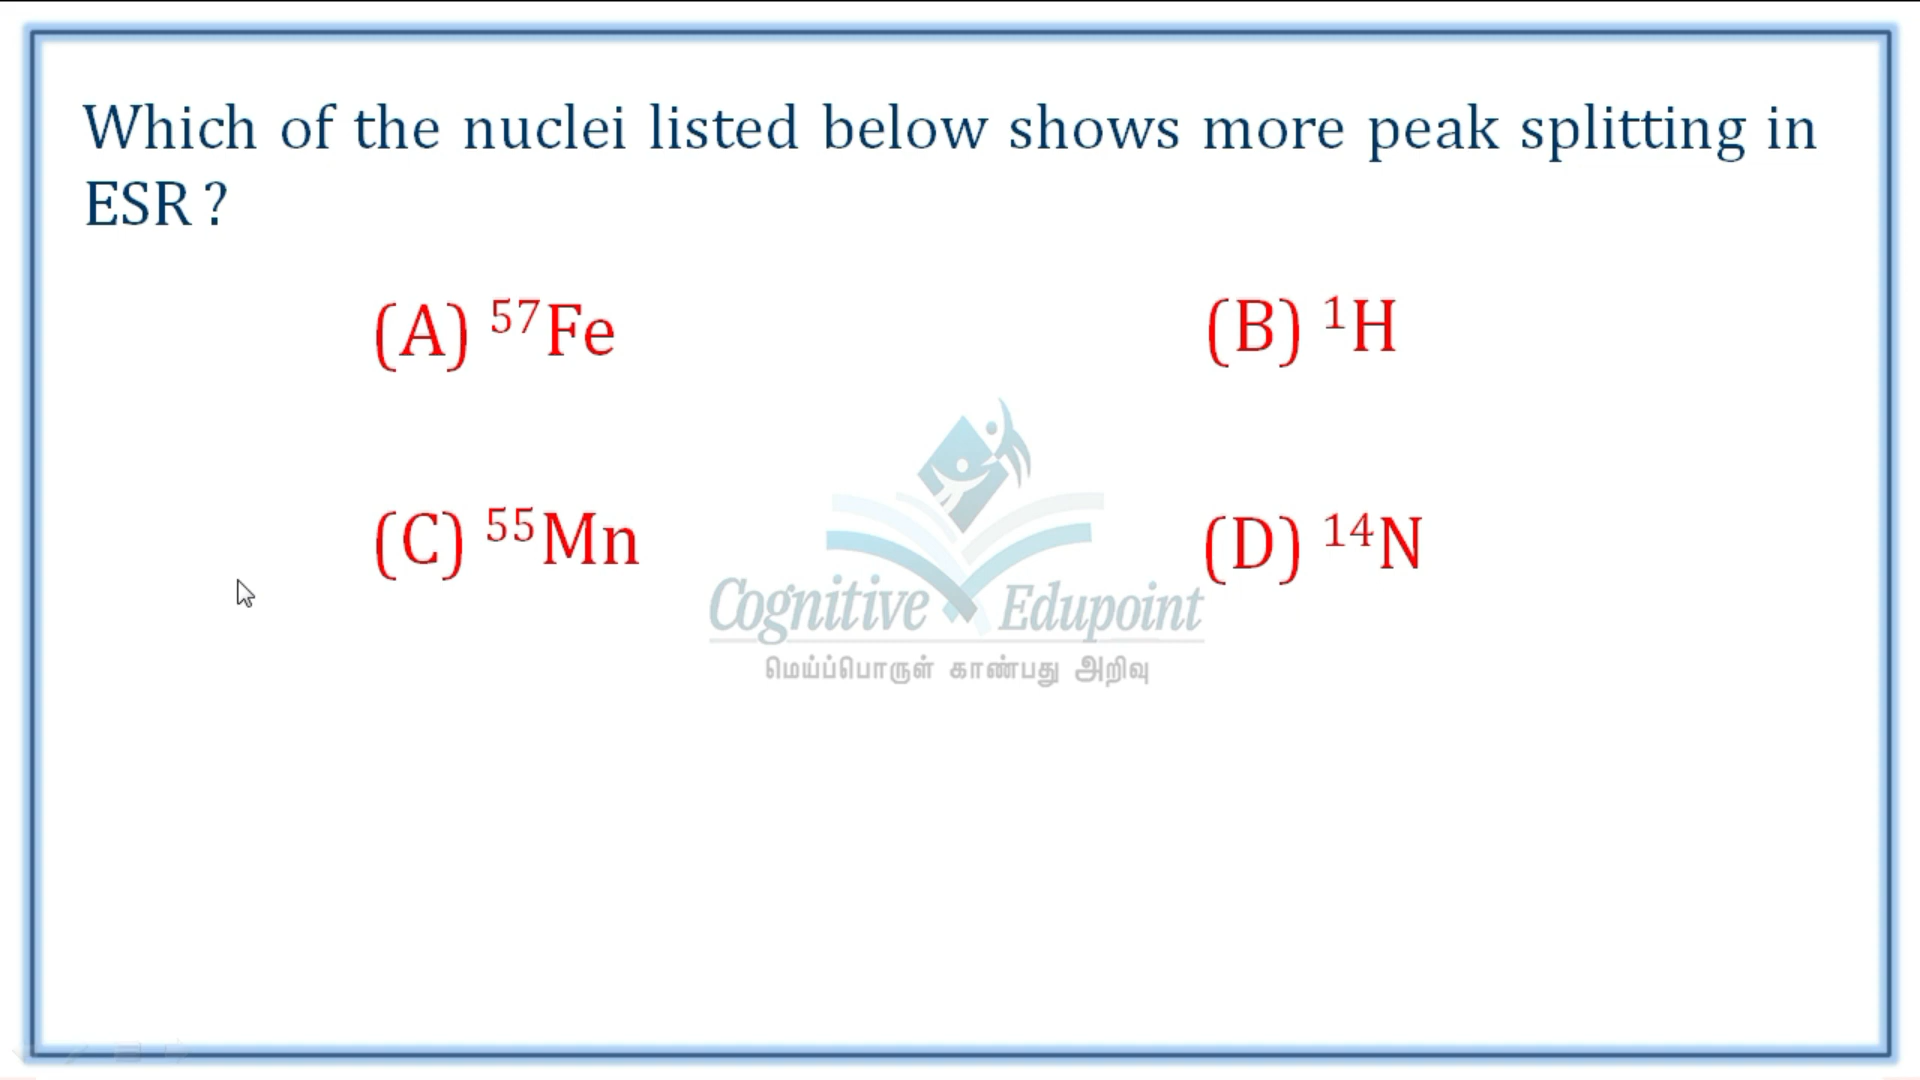 Which of the nuclei listed below shows more peak splitting in
ESR ?
(A) ⁵⁷Fe (B) ¹H
(C) ⁵⁵Mn (D) ¹⁴N
Cognitive Edupoint
மெய்ப்பொருள் காண்பது அறிவு